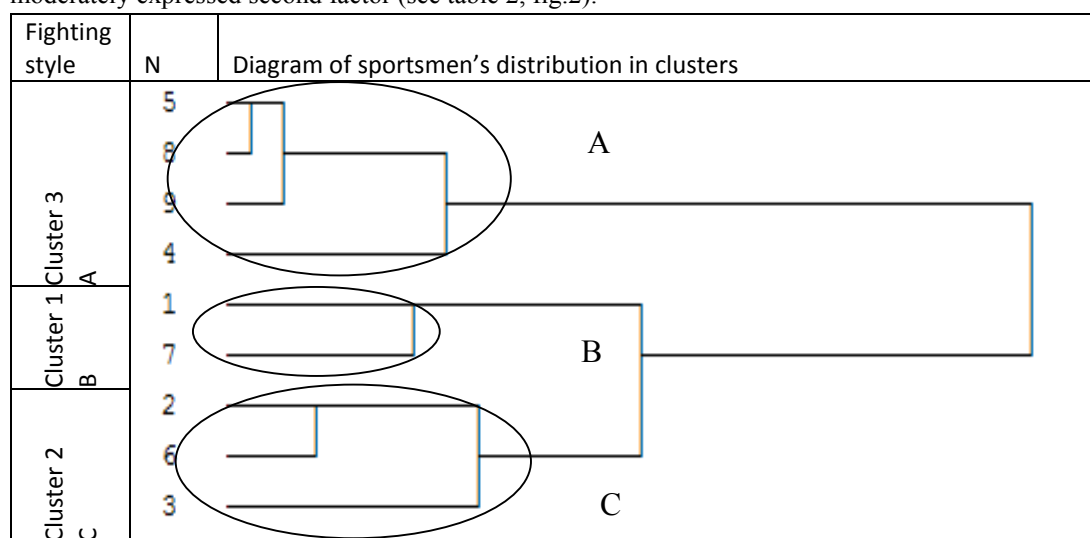 moderately expressed second factor (see table 2, fig.2).
Fighting
style
N
Diagram of sportsmen's distribution in clusters
Cluster 3
A
5
8
9
4
A
Cluster 1
B
1
7
B
Cluster 2
C
2
6
3
C